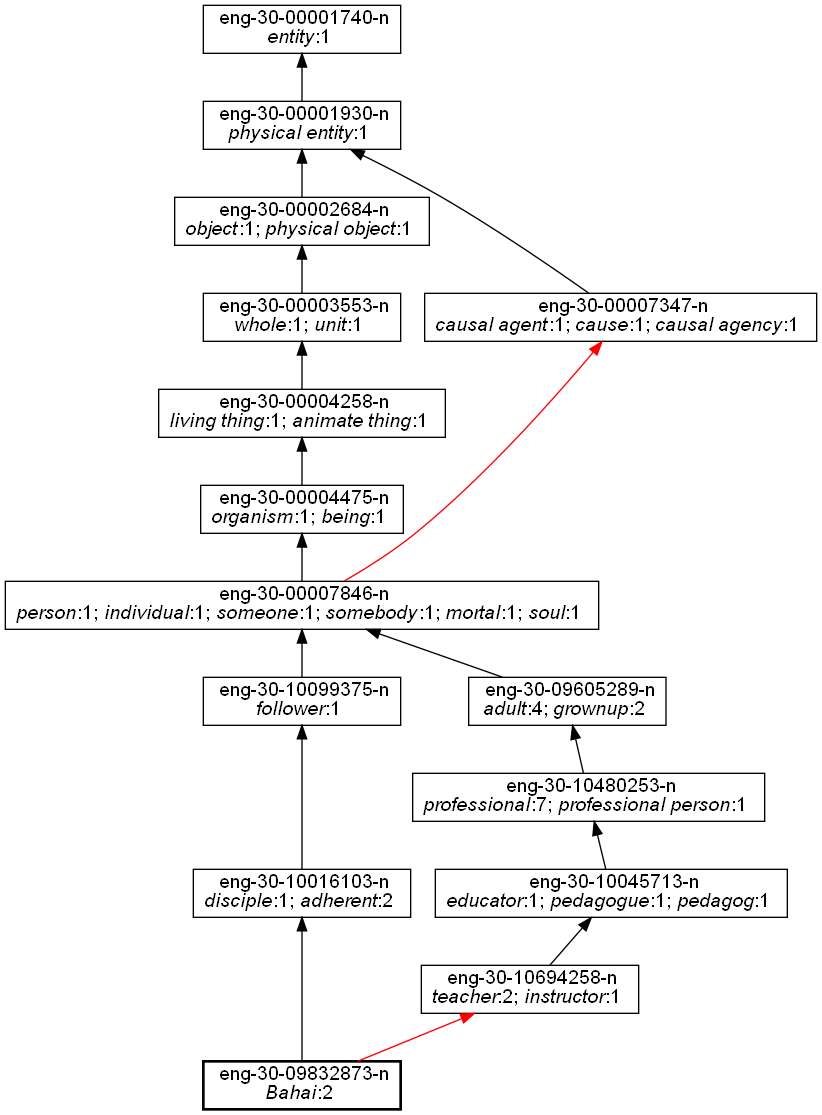 eng-30-00001740-n
entity:1
eng-30-00001930-n
physical entity:1
eng-30-00002684-n
object:1; physical object:1
eng-30-00003553-n
whole:1; unit:1
eng-30-00007347-n
causal agent:1; cause:1; causal agency:1
eng-30-00004258-n
living thing:1; animate thing:1
eng-30-00004475-n
organism:1; being:1
eng-30-00007846-n
person:1; individual:1; someone:1; somebody:1; mortal:1; soul:1
eng-30-10099375-n
follower:1
eng-30-09605289-n
adult:4; grownup:2
eng-30-10480253-n
professional:7; professional person:1
eng-30-10016103-n
disciple:1; adherent:2
eng-30-10045713-n
educator:1; pedagogue:1; pedagog:1
eng-30-10694258-n
teacher:2; instructor:1
eng-30-09832873-n
Bahai:2